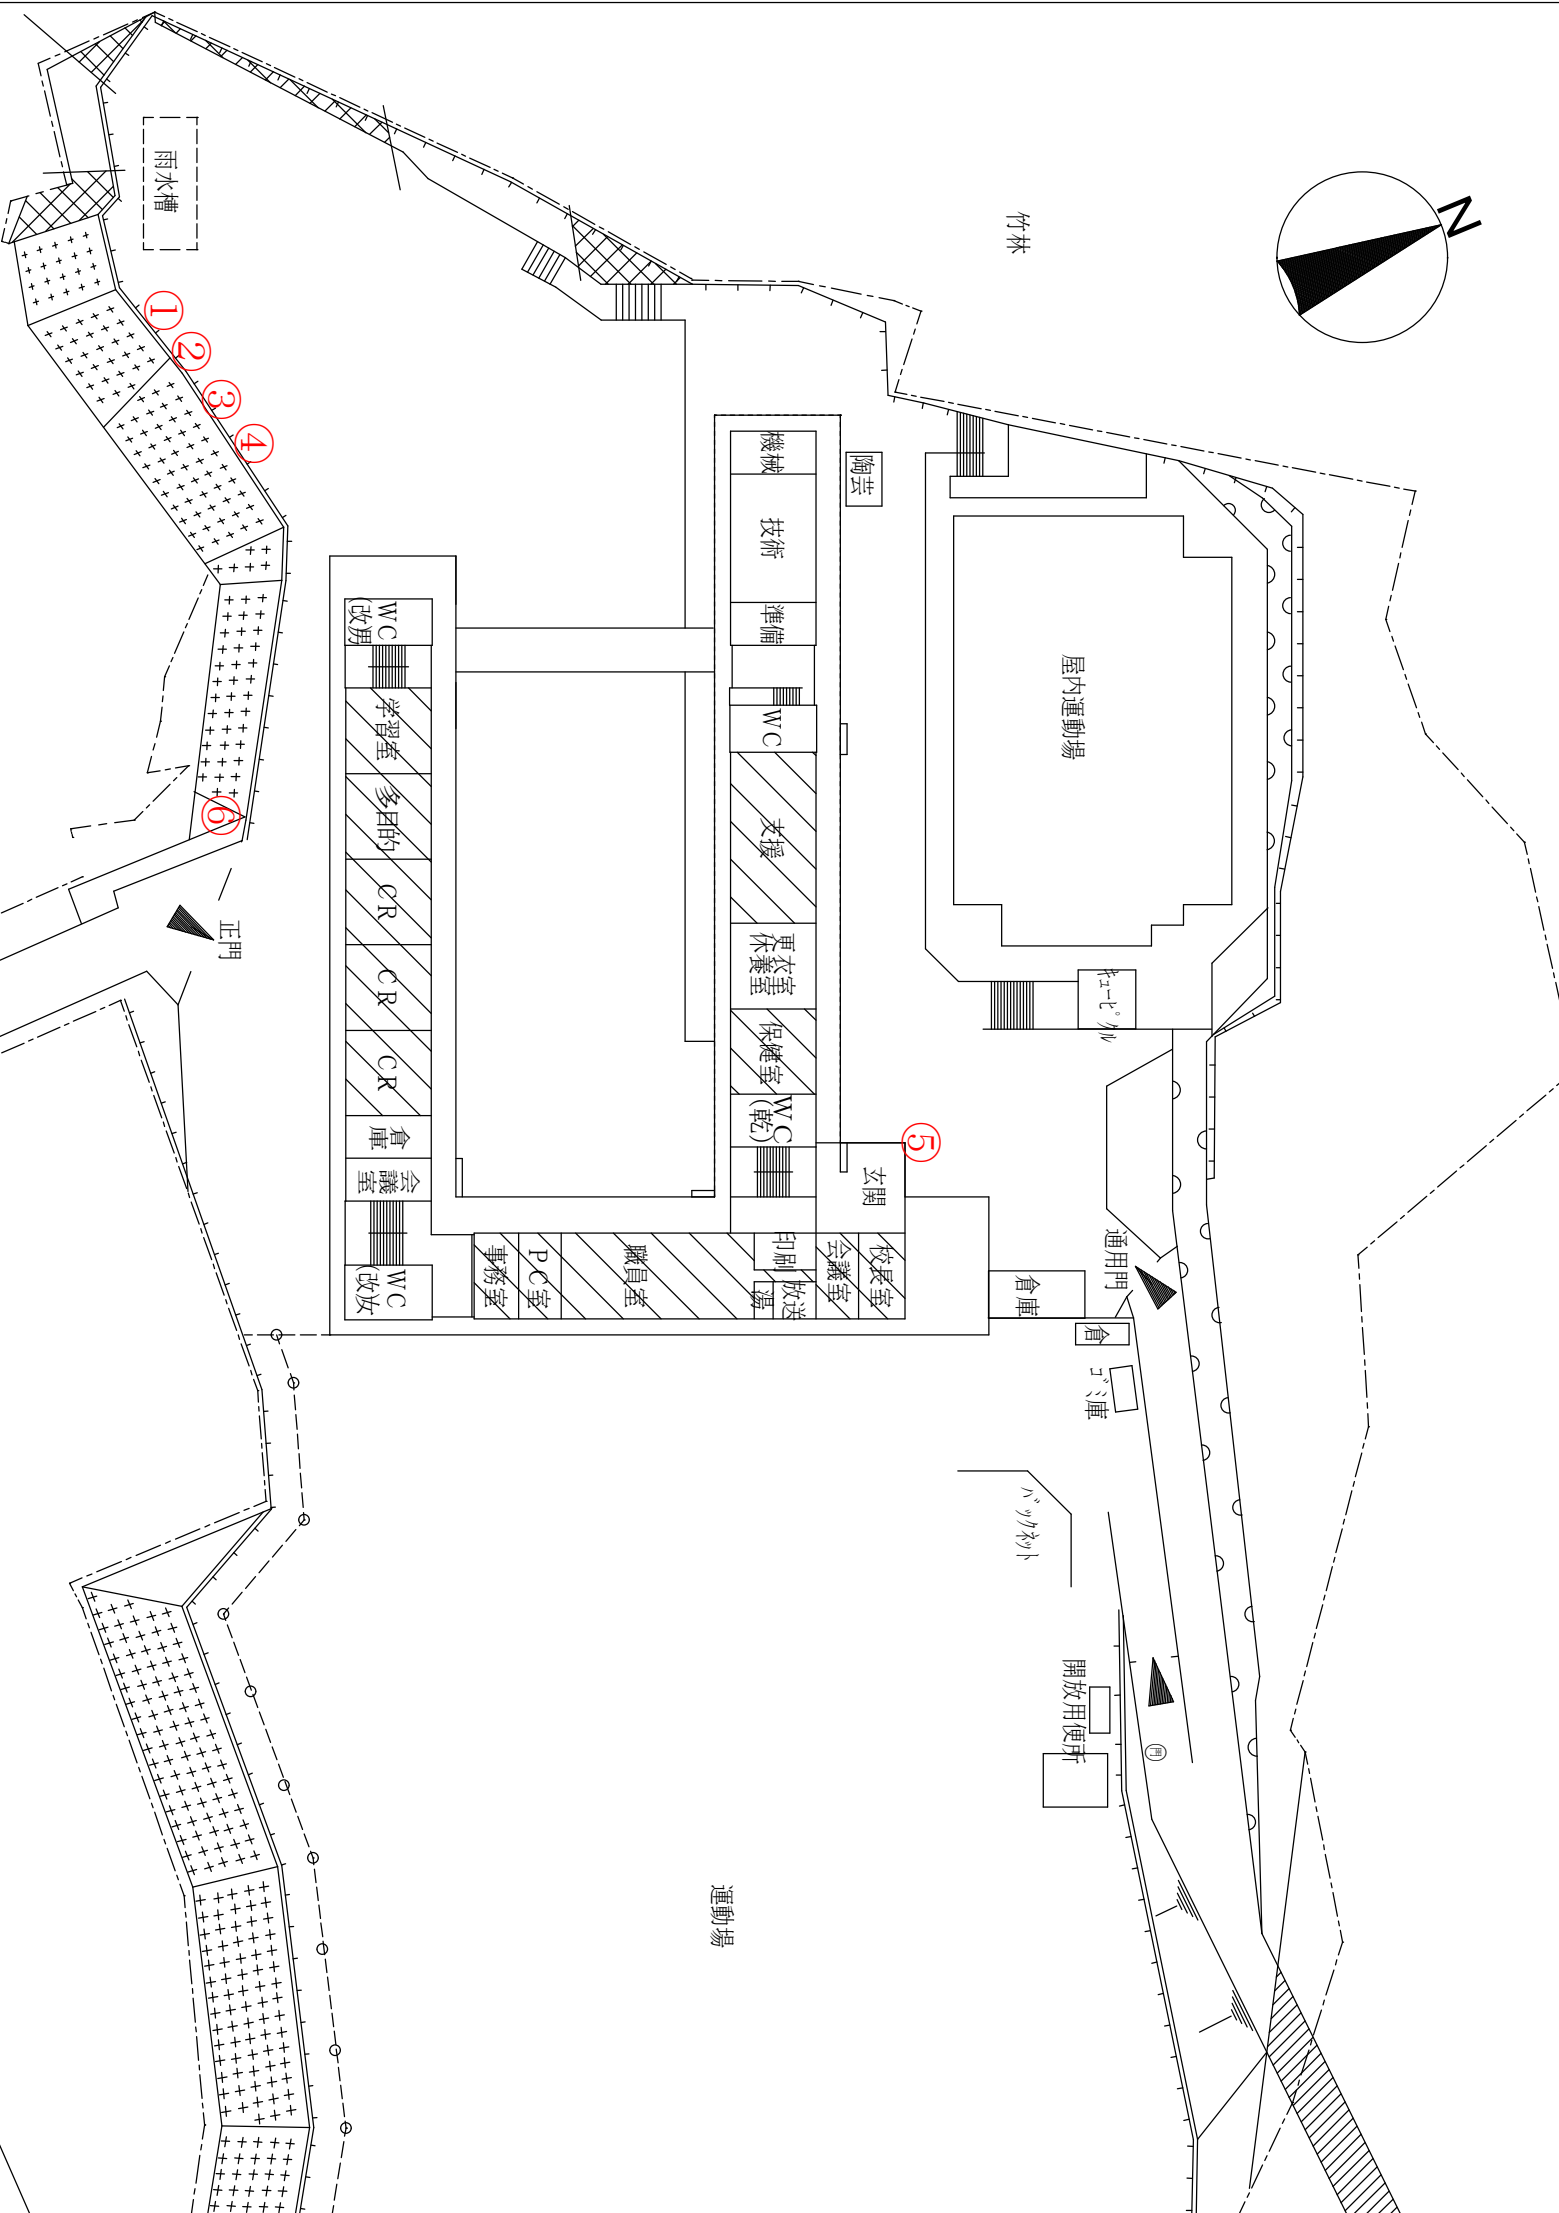 N
竹林
雨水槽
①
②
③
④
⑥
正門
機械
技術
準備
WC
支援
更衣室
休養室
保健室
WC
(乾)
陶芸
屋内運動場
キュービクル
⑤
玄関
WC
(改男
学習室
多目的
CR
CR
CR
倉庫
会議室
WC
(改女
事務室
PC室
職員室
印刷
放送
湯
会議室
校長室
倉庫
通用門
倉
ゴミ庫
バックネット
開放用便所
門
運動場